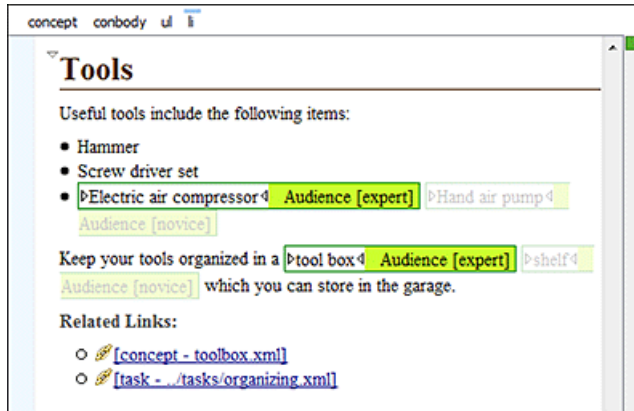 concept conbody ul li
Tools
Useful tools include the following items:
Hammer
Screw driver set
Electric air compressor Audience [expert] Hand air pump
Audience [novice]
Keep your tools organized in a tool box Audience [expert] shelf
Audience [novice] which you can store in the garage.
Related Links:
[concept - toolbox.xml]
[task - ../tasks/organizing.xml]